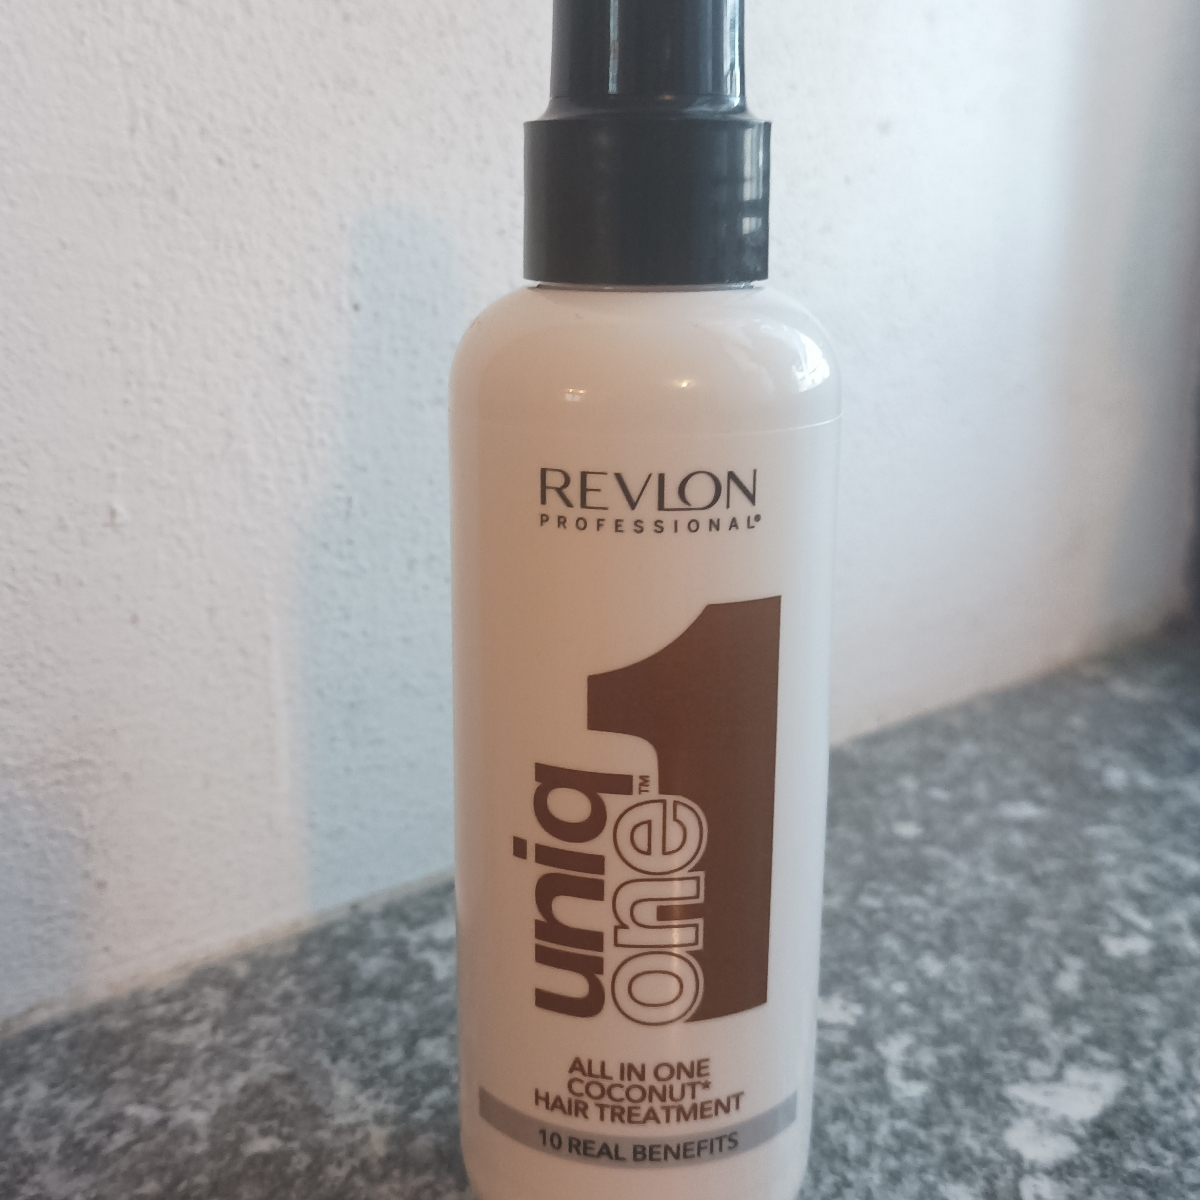 REVLON
PROFESSIONAL®
1
uniq
one™
ALL IN ONE
COCONUT*
HAIR TREATMENT
10 REAL BENEFITS